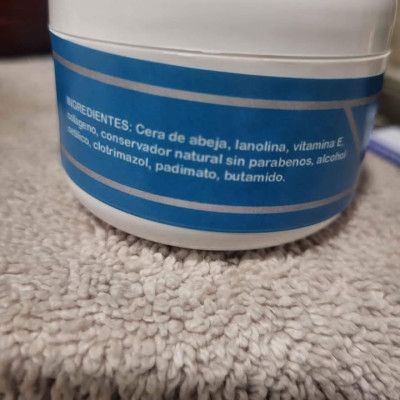 INGREDIENTES: Cera de abeja, lanolina, vitamina E,
colágeno, conservador natural sin parabenos, alcohol
cetílico, clotrimazol, padimato, butamido.